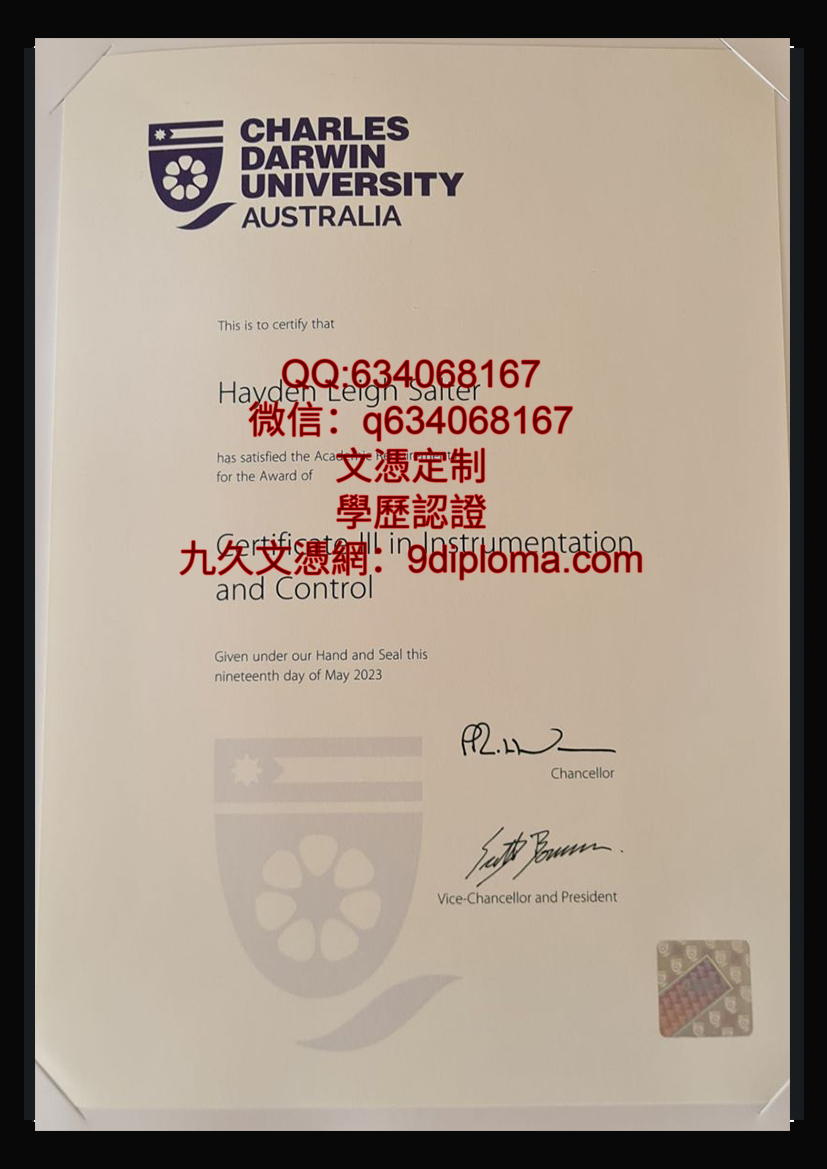 CHARLES
DARWIN
UNIVERSITY
AUSTRALIA
This is to certify that
QQ:634068167
Hayden Leigh Salter
微信：q634068167
has satisfied the Academic Requirements
for the Award of
文憑定制
學歷認證
Certificate III in Instrumentation
九久文憑網：9diploma.com
and Control
Given under our Hand and Seal this
nineteenth day of May 2023
Chancellor
Vice-Chancellor and President